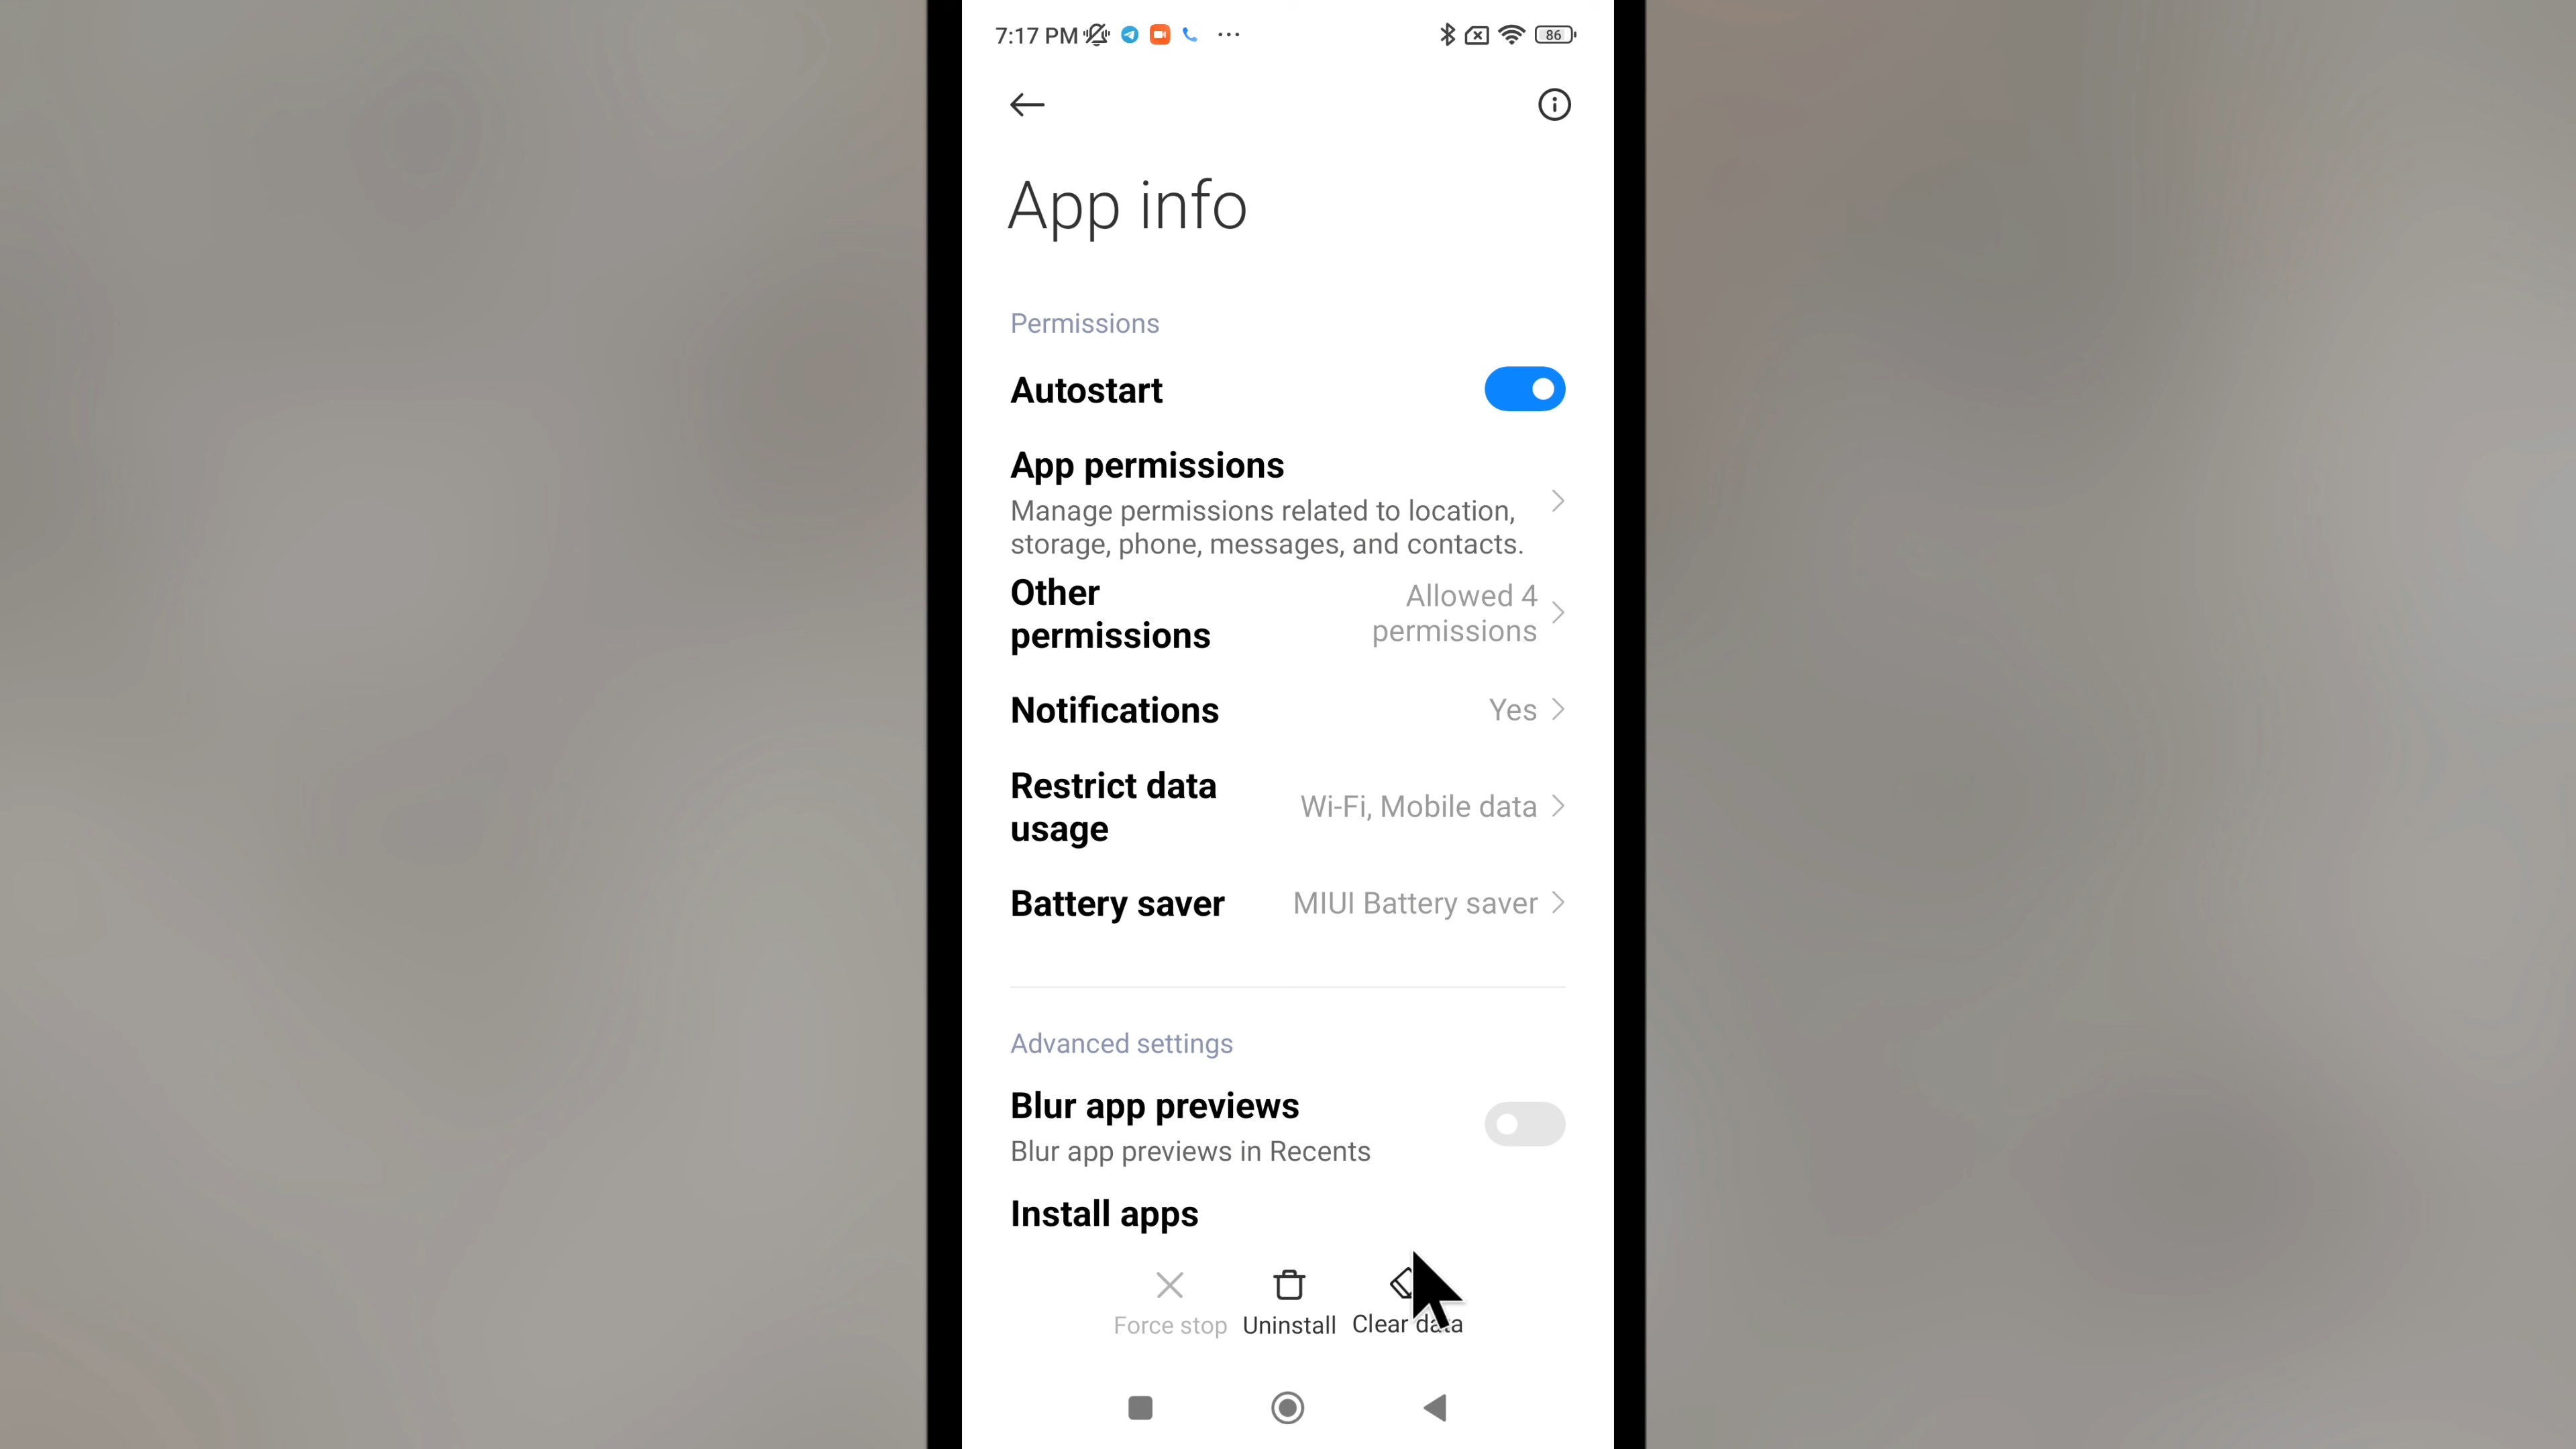 7:17 PM
86
App info
Permissions
Autostart
App permissions
Manage permissions related to location,
storage, phone, messages, and contacts.
Other
permissions
Allowed 4
permissions
Notifications
Yes
Restrict data
usage
Wi-Fi, Mobile data
Battery saver
MIUI Battery saver
Advanced settings
Blur app previews
Blur app previews in Recents
Install apps
Force stop
Uninstall
Clear data